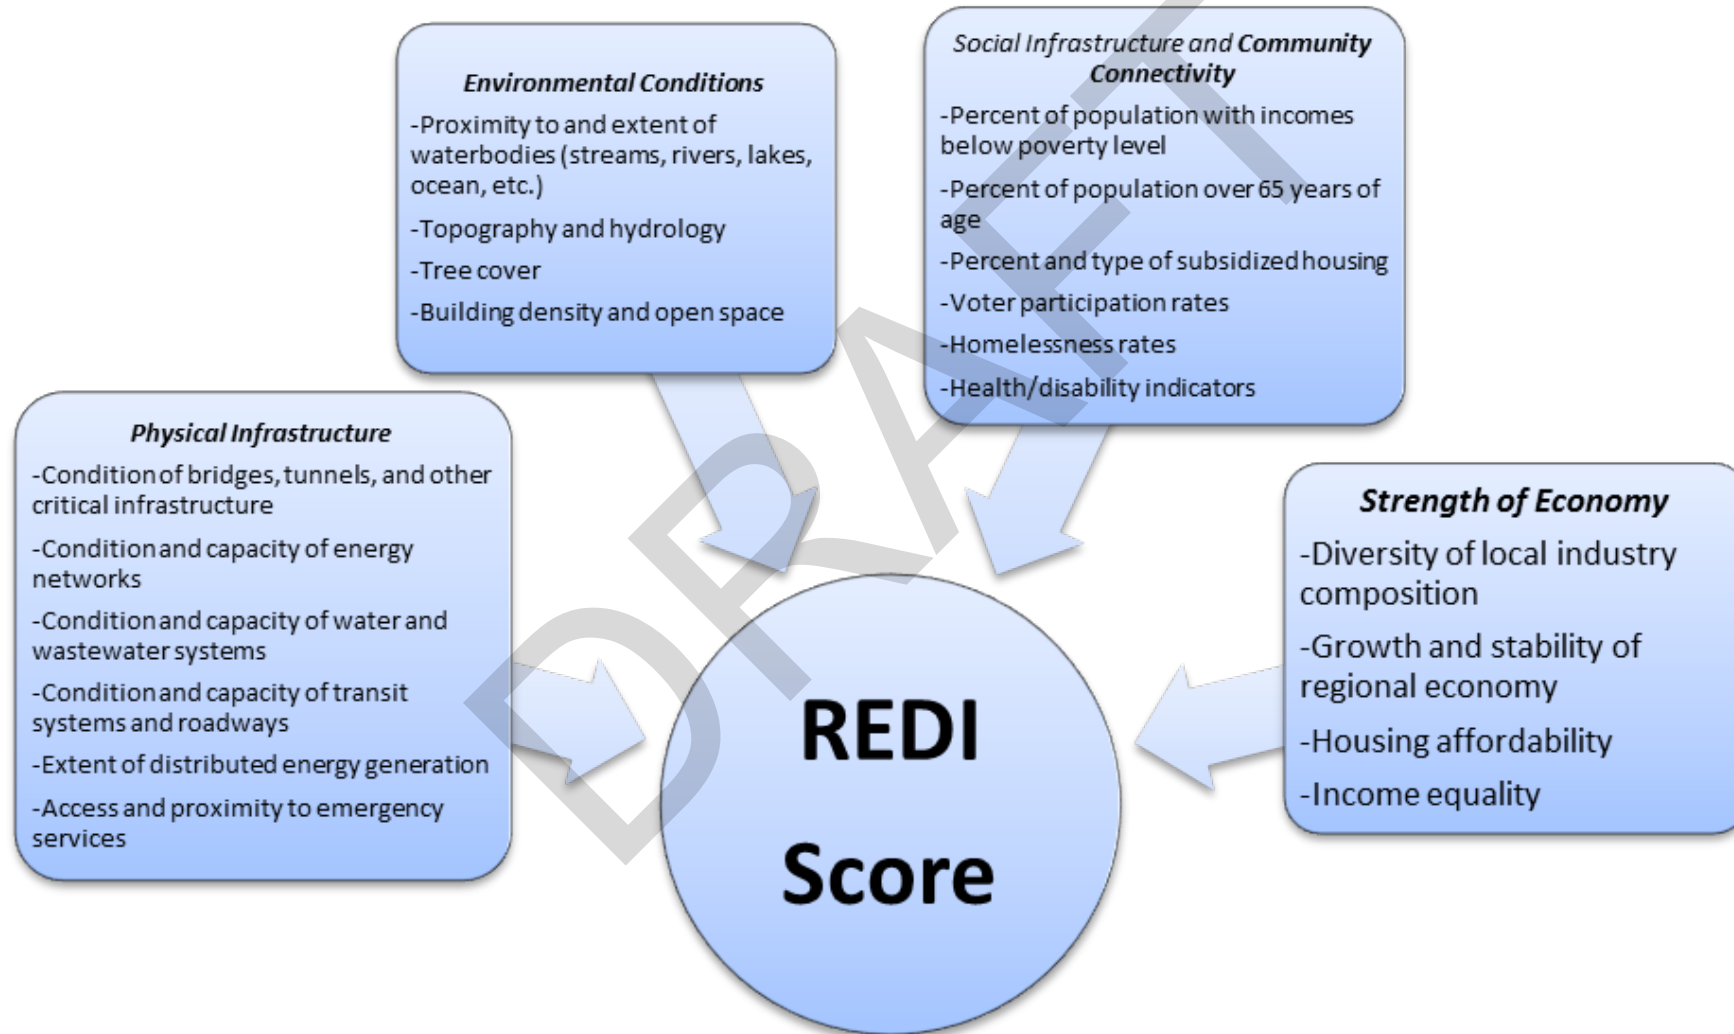 Environmental Conditions
-Proximity to and extent of
waterbodies (streams, rivers, lakes,
ocean, etc.)
-Topography and hydrology
-Tree cover
-Building density and open space
Social Infrastructure and Community
Connectivity
-Percent of population with incomes
below poverty level
-Percent of population over 65 years of
age
-Percent and type of subsidized housing
-Voter participation rates
-Homelessness rates
-Health/disability indicators
Physical Infrastructure
-Condition of bridges, tunnels, and other
critical infrastructure
-Condition and capacity of energy
networks
-Condition and capacity of water and
wastewater systems
-Condition and capacity of transit
systems and roadways
-Extent of distributed energy generation
-Access and proximity to emergency
services
Strength of Economy
-Diversity of local industry
composition
-Growth and stability of
regional economy
-Housing affordability
-Income equality
REDI
Score
DRAFT